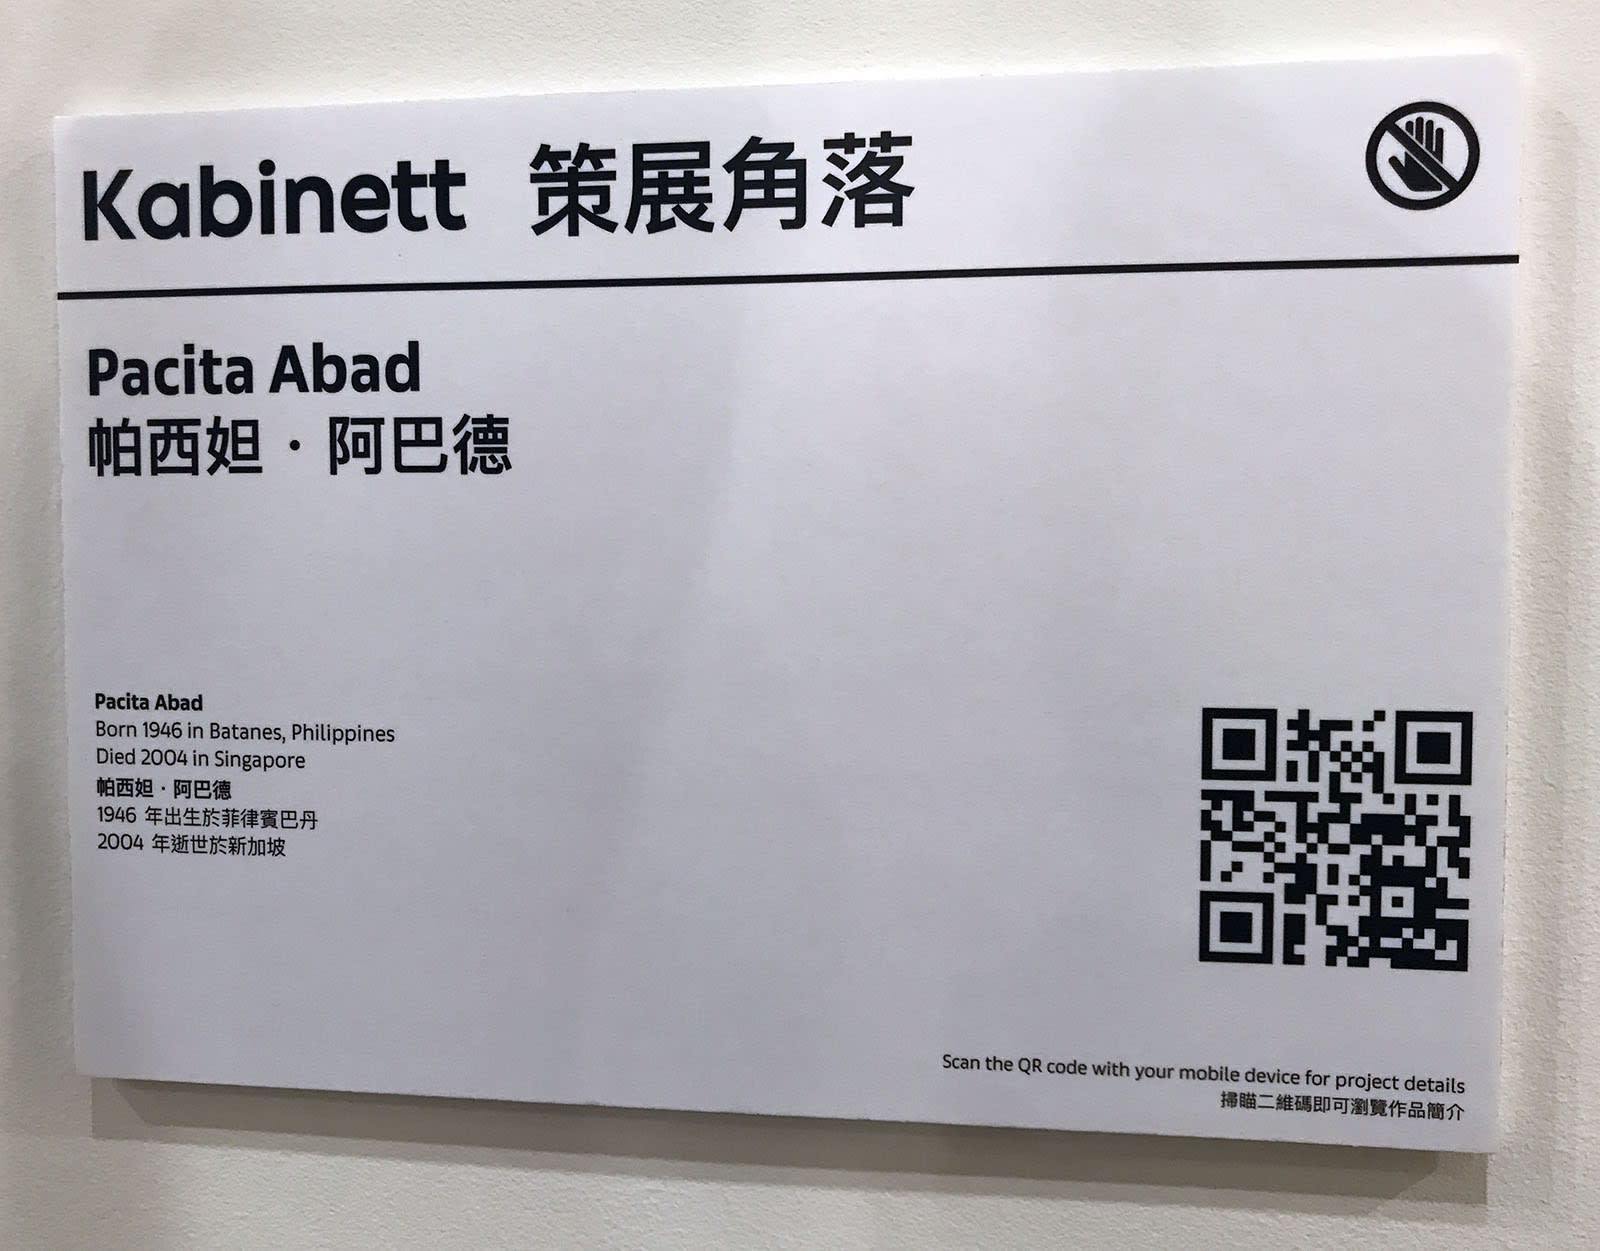 Kabinett 策展角落
Pacita Abad
帕西妲・阿巴德
Pacita Abad
Born 1946 in Batanes, Philippines
Died 2004 in Singapore
帕西妲・阿巴德
1946 年出生於菲律賓巴丹
2004 年逝世於新加坡
Scan the QR code with your mobile device for project details
掃瞄二維碼即可瀏覽作品簡介